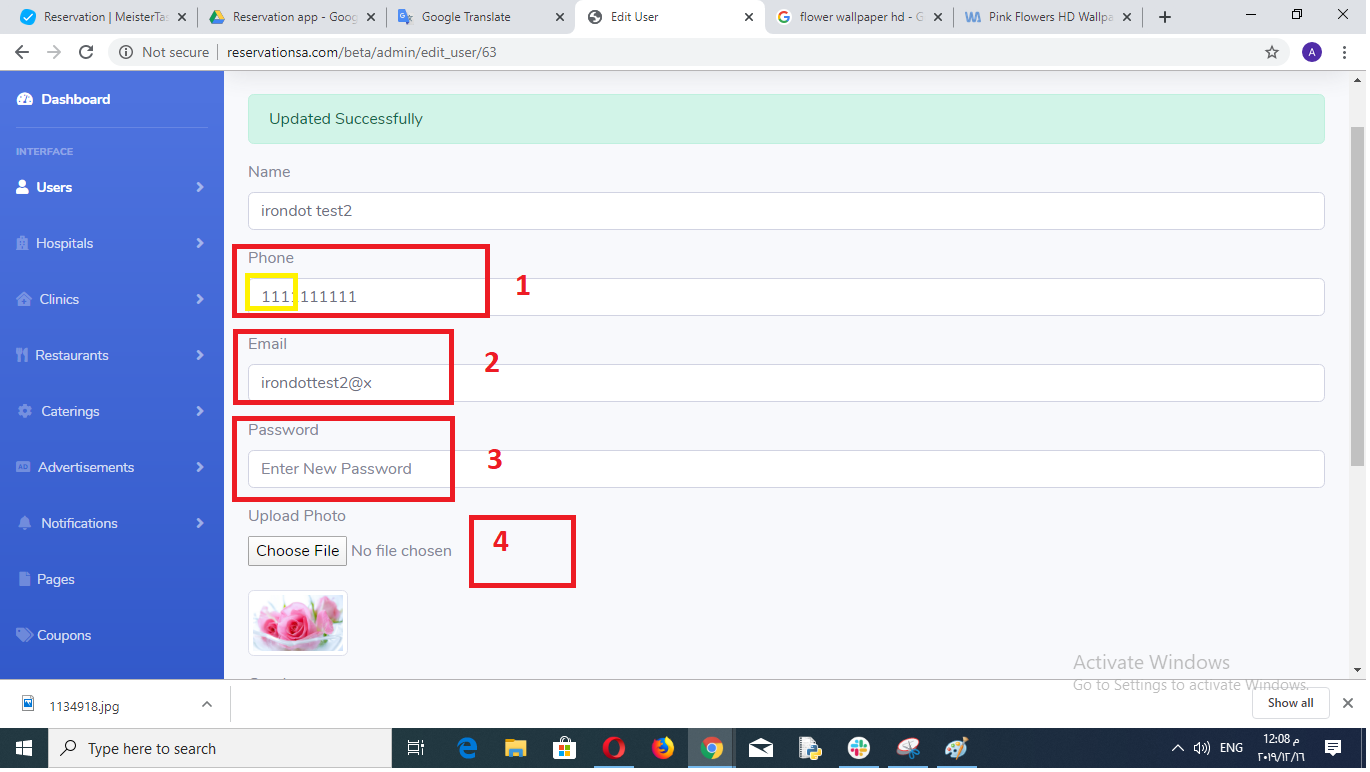 Reservation | MeisterTas
Reservation app - Goog
Google Translate
Edit User
flower wallpaper hd - G
Pink Flowers HD Wallpa
Not secure
reservationsa.com/beta/admin/edit_user/63
A
Dashboard
INTERFACE
Users
Hospitals
Clinics
Restaurants
Caterings
AD Advertisements
Notifications
Pages
Coupons
Updated Successfully
Name
irondot test2
Phone
1111111111
1
Email
irondottest2@x
2
Password
Enter New Password
3
Upload Photo
Choose File No file chosen
4
Activate Windows
Go to Settings to activate Windows.
1134918.jpg
Show all
Type here to search
ENG
12:08 م
٢٠١٩/١٢/١٦